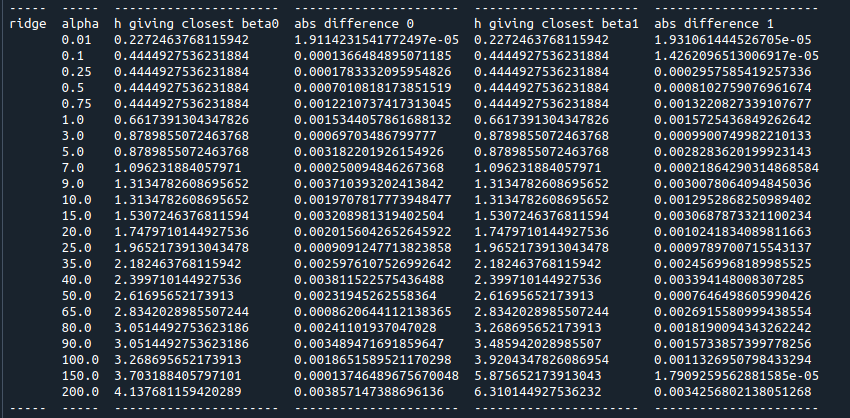 -----  -----  -----------------------  ----------------------  -----------------------  ----------------------
ridge  alpha  h giving closest beta0  abs difference 0  h giving closest beta1  abs difference 1
0.01  0.2272463768115942  1.9114231541772497e-05  0.2272463768115942  1.931061444526705e-05
0.1  0.4444927536231884  0.0001366484895071185  0.4444927536231884  1.4262096513006917e-05
0.25  0.4444927536231884  0.0001783332095954826  0.4444927536231884  0.0002957585419257336
0.5  0.4444927536231884  0.0007010818173851519  0.4444927536231884  0.0008102759076961674
0.75  0.4444927536231884  0.0012210737417313045  0.4444927536231884  0.0013220827339107677
1.0  0.6617391304347826  0.0015344057861688132  0.6617391304347826  0.0015725436849262642
3.0  0.8789855072463768  0.00069703486799777  0.8789855072463768  0.0009900749982210133
5.0  0.8789855072463768  0.003182201926154926  0.8789855072463768  0.0028283620199923143
7.0  1.096231884057971  0.000250094846267368  1.096231884057971  0.00021864290314868584
9.0  1.3134782608695652  0.003710393202413842  1.3134782608695652  0.0030078064094845036
10.0  1.3134782608695652  0.0019707817773948477  1.3134782608695652  0.0012952868250989402
15.0  1.5307246376811594  0.003208981319402504  1.5307246376811594  0.0030687873321100234
20.0  1.7479710144927536  0.0020156042652645922  1.7479710144927536  0.0010241834089811663
25.0  1.9652173913043478  0.0009091247713823858  1.9652173913043478  0.0009789700715543137
35.0  2.182463768115942  0.0025976107526992642  2.182463768115942  0.0024569968189985525
40.0  2.399710144927536  0.003811522575436488  2.399710144927536  0.003394148008307285
50.0  2.61695652173913  0.00231945262558364  2.61695652173913  0.0007646498605990426
65.0  2.8342028985507244  0.0008620644112138365  2.8342028985507244  0.0026915580999438554
80.0  3.0514492753623186  0.00241101937047028  3.268695652173913  0.0018190094343262242
90.0  3.0514492753623186  0.003489471691859647  3.485942028985507  0.0015733857399778256
100.0  3.268695652173913  0.0018651589521170298  3.9204347826086954  0.0011326950798433294
150.0  3.703188405797101  0.00013746489675670048  5.875652173913043  1.7909259562881585e-05
200.0  4.137681159420289  0.003857147388696136  6.310144927536232  0.0034256802138051268
-----  -----  -----------------------  ----------------------  -----------------------  ----------------------